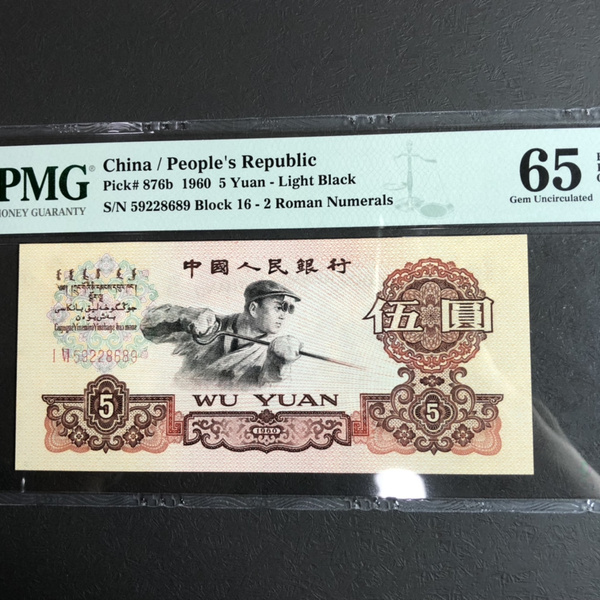 PMG®
MONEY GUARANTY
China / People's Republic
Pick# 876b 1960 5 Yuan - Light Black
S/N 59228689 Block 16 - 2 Roman Numerals
65
Gem Uncirculated
中國人民銀行
伍圓
I VI 59228689
5
WU YUAN
1960
5